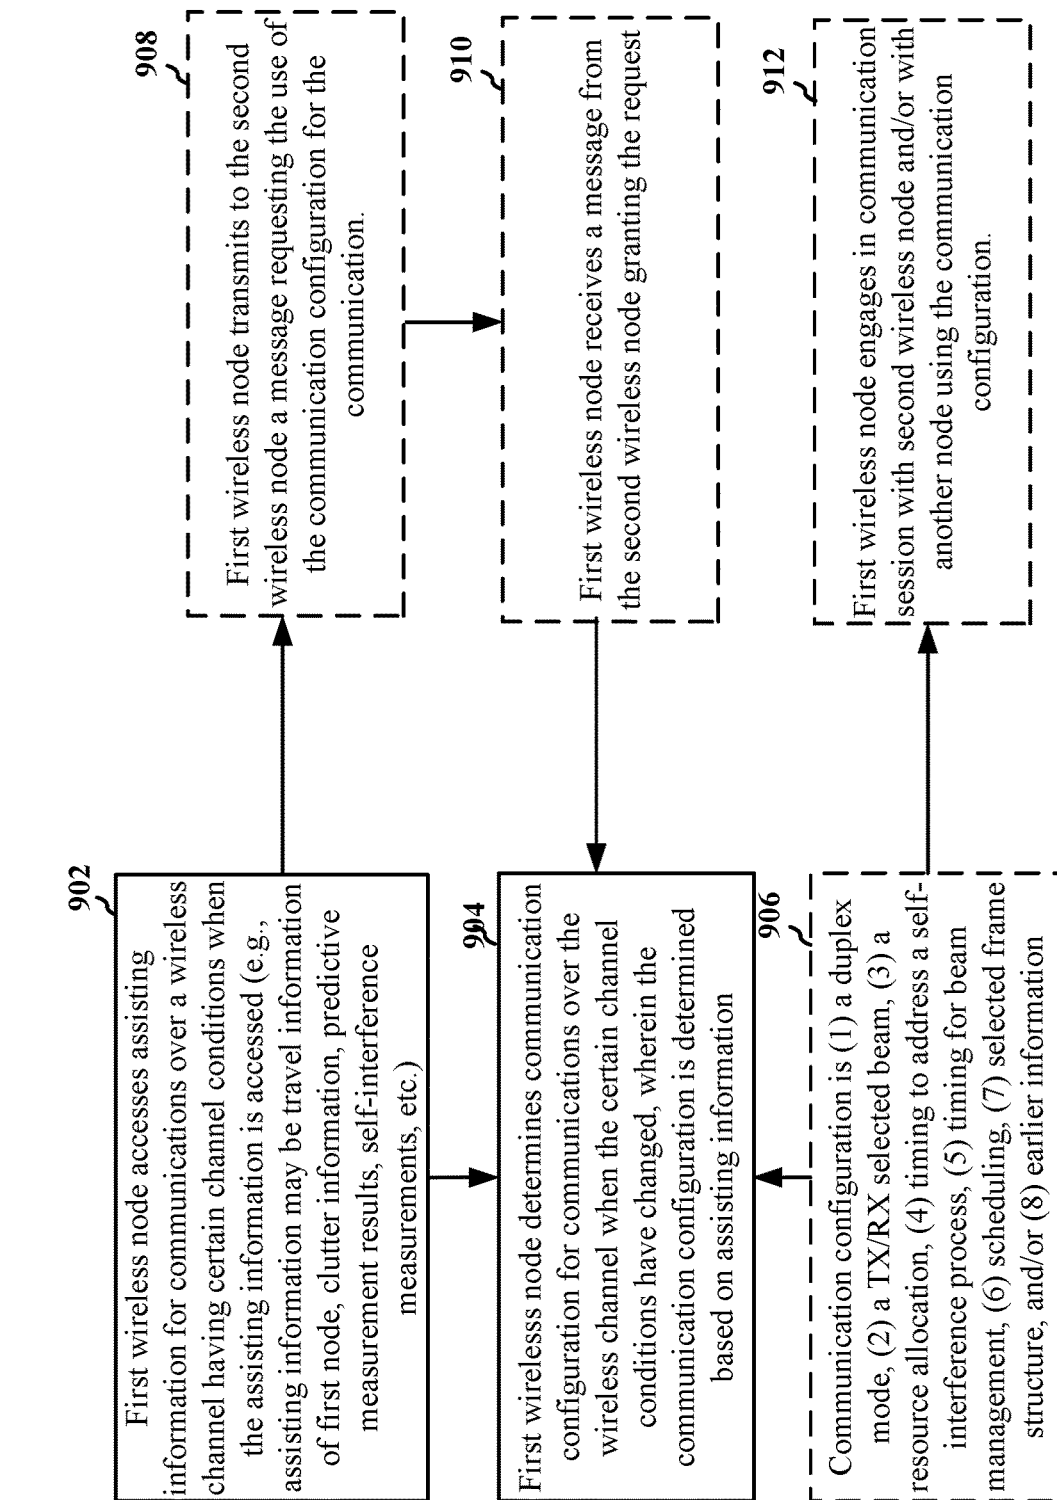 902
First wireless node accesses assisting
information for communications over a wireless
channel having certain channel conditions when
the assisting information is accessed (e.g.,
assisting information may be travel information
of first node, clutter information, predictive
measurement results, self-interference
measurements, etc.)
904
First wirelesss node determines communication
configuration for communications over the
wireless channel when the certain channel
conditions have changed, wherein the
communication configuration is determined
based on assisting information
906
Communication configuration is (1) a duplex
mode, (2) a TX/RX selected beam, (3) a
resource allocation, (4) timing to address a self-
interference process, (5) timing for beam
management, (6) scheduling, (7) selected frame
structure, and/or (8) earlier information
908
First wireless node transmits to the second
wireless node a message requesting the use of
the communication configuration for the
communication.
910
First wireless node receives a message from
the second wireless node granting the request
912
First wireless node engages in communication
session with second wireless node and/or with
another node using the communication
configuration.